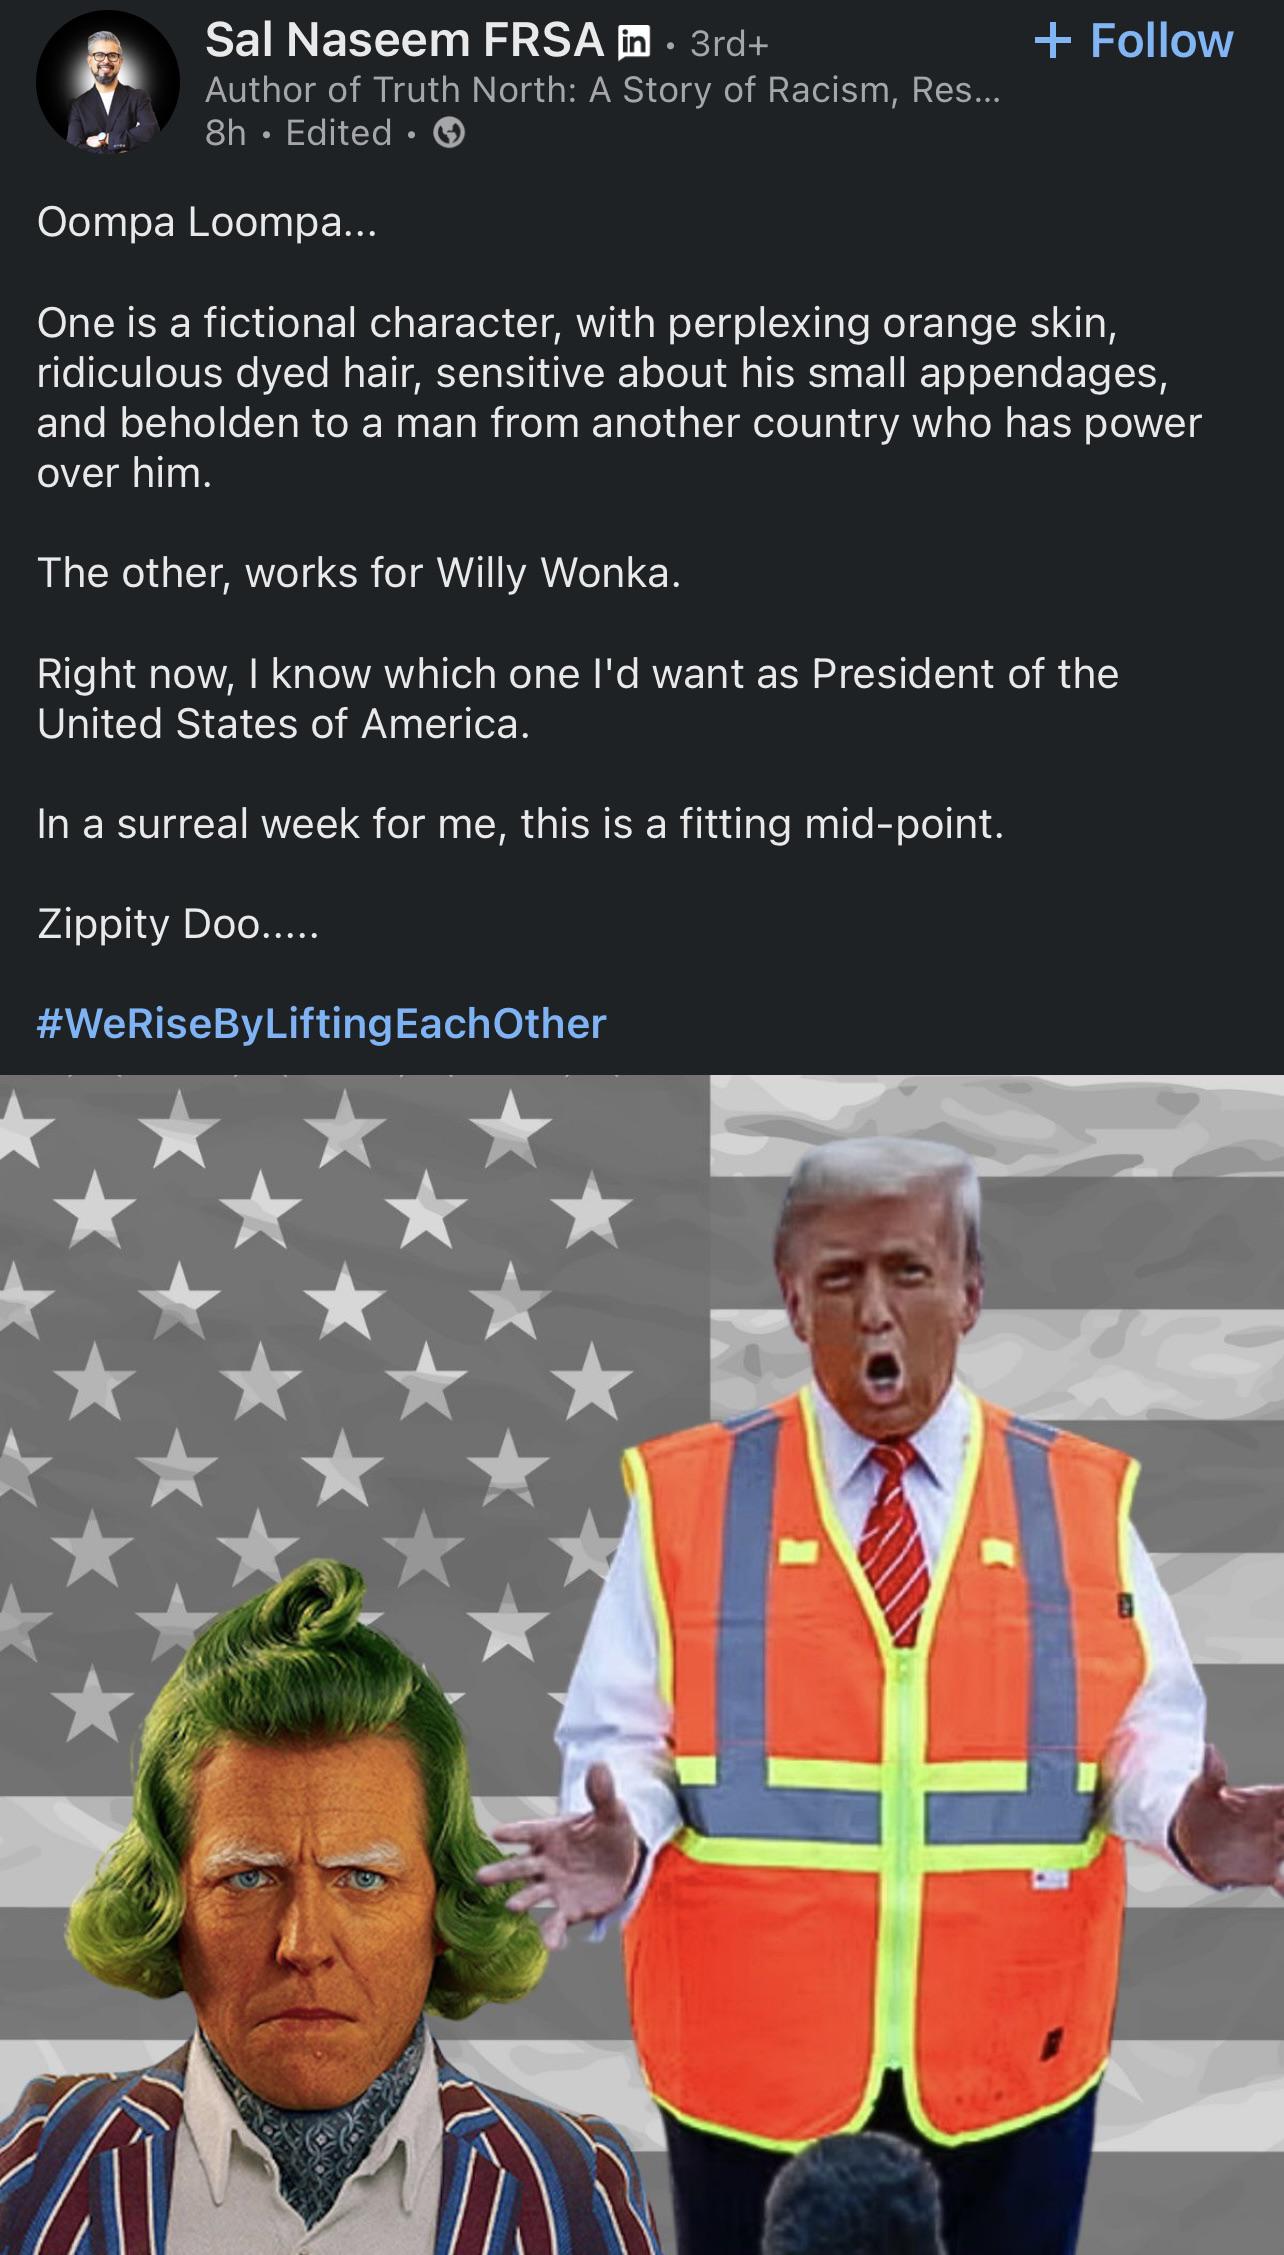 Sal Naseem FRSA in • 3rd+
+ Follow
Author of Truth North: A Story of Racism, Res...
8h • Edited •
Oompa Loompa...
One is a fictional character, with perplexing orange skin,
ridiculous dyed hair, sensitive about his small appendages,
and beholden to a man from another country who has power
over him.
The other, works for Willy Wonka.
Right now, I know which one I'd want as President of the
United States of America.
In a surreal week for me, this is a fitting mid-point.
Zippity Doo.....
#WeRiseByLiftingEachOther